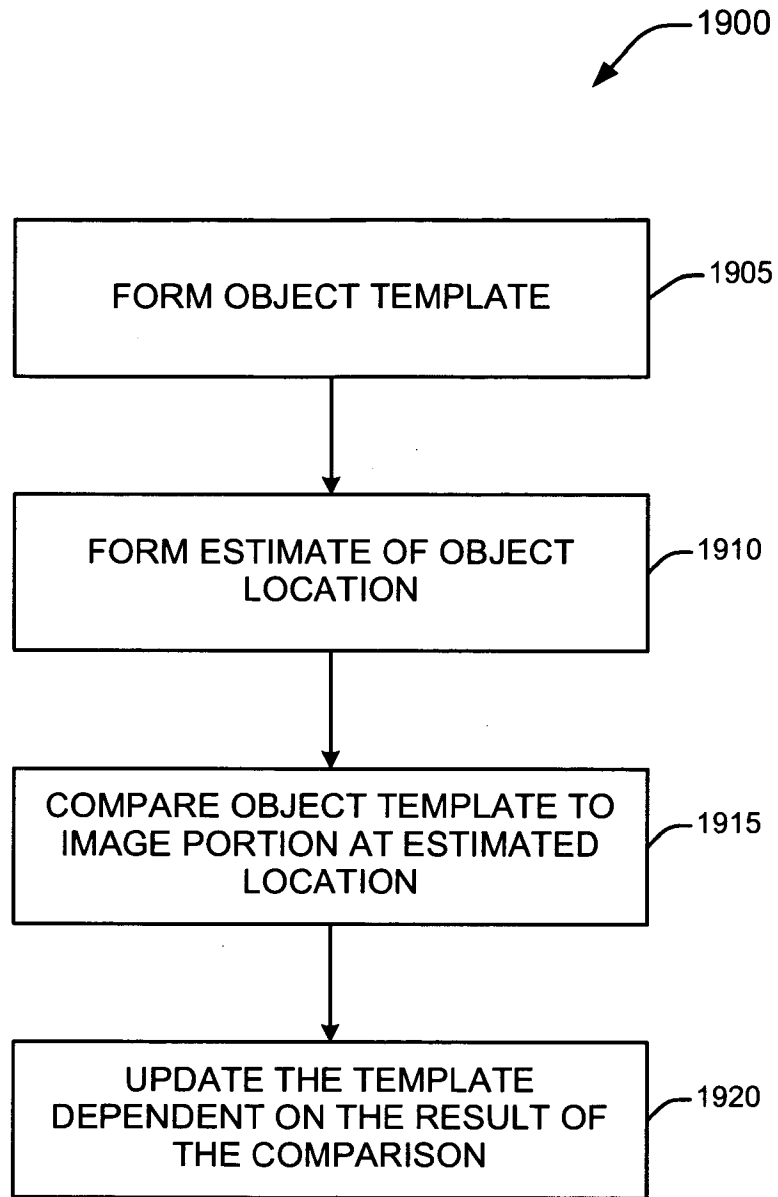 1900
FORM OBJECT TEMPLATE
1905
FORM ESTIMATE OF OBJECT
LOCATION
1910
COMPARE OBJECT TEMPLATE TO
IMAGE PORTION AT ESTIMATED
LOCATION
1915
UPDATE THE TEMPLATE
DEPENDENT ON THE RESULT OF
THE COMPARISON
1920